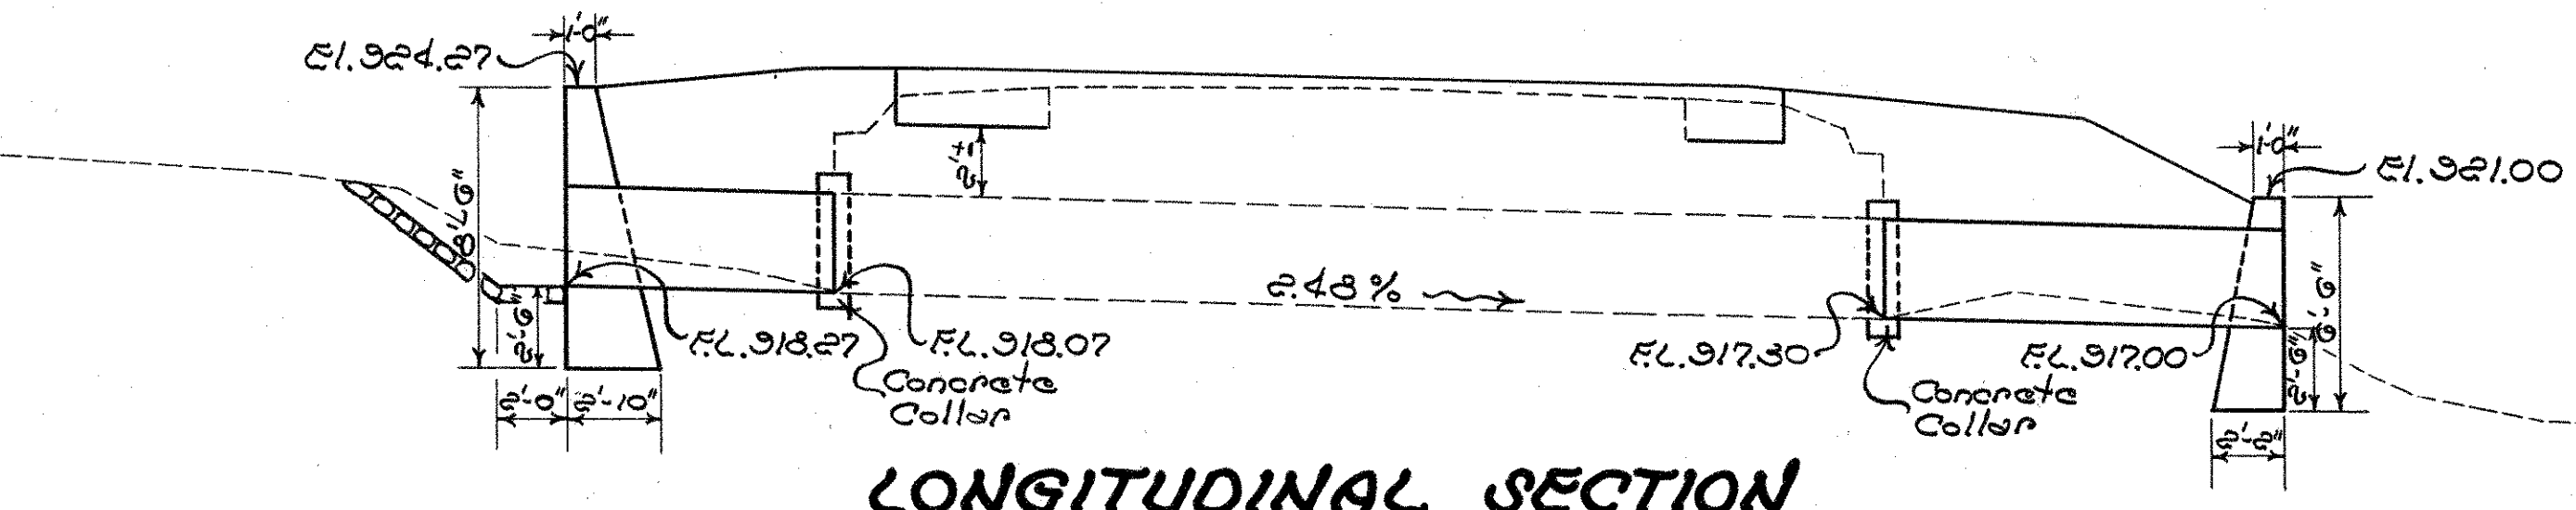 1'-0"
El. 924.27
8'-6"
2'±
1'-0"
El. 921.00
2.48%
2'-6"
F.L. 918.27
F.L. 918.07
Concrete
Collar
2'-0"
2'-10"
F.L. 917.30
F.L. 917.00
Concrete
Collar
6'-6"
2'-6"
2'-2"
LONGITUDINAL SECTION